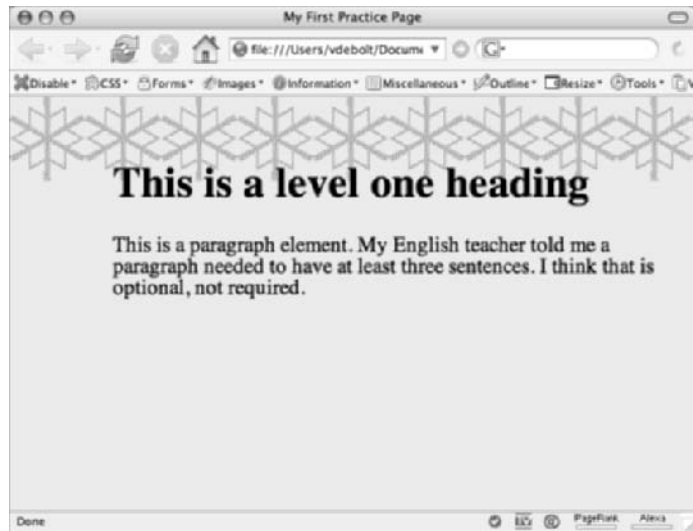 My First Practice Page
file:///Users/vdebolt/Docume
G
Disable CSS Forms Images Information Miscellaneous Outline Resize Tools V
This is a level one heading
This is a paragraph element. My English teacher told me a
paragraph needed to have at least three sentences. I think that is
optional, not required.
Done PageRank Alexa